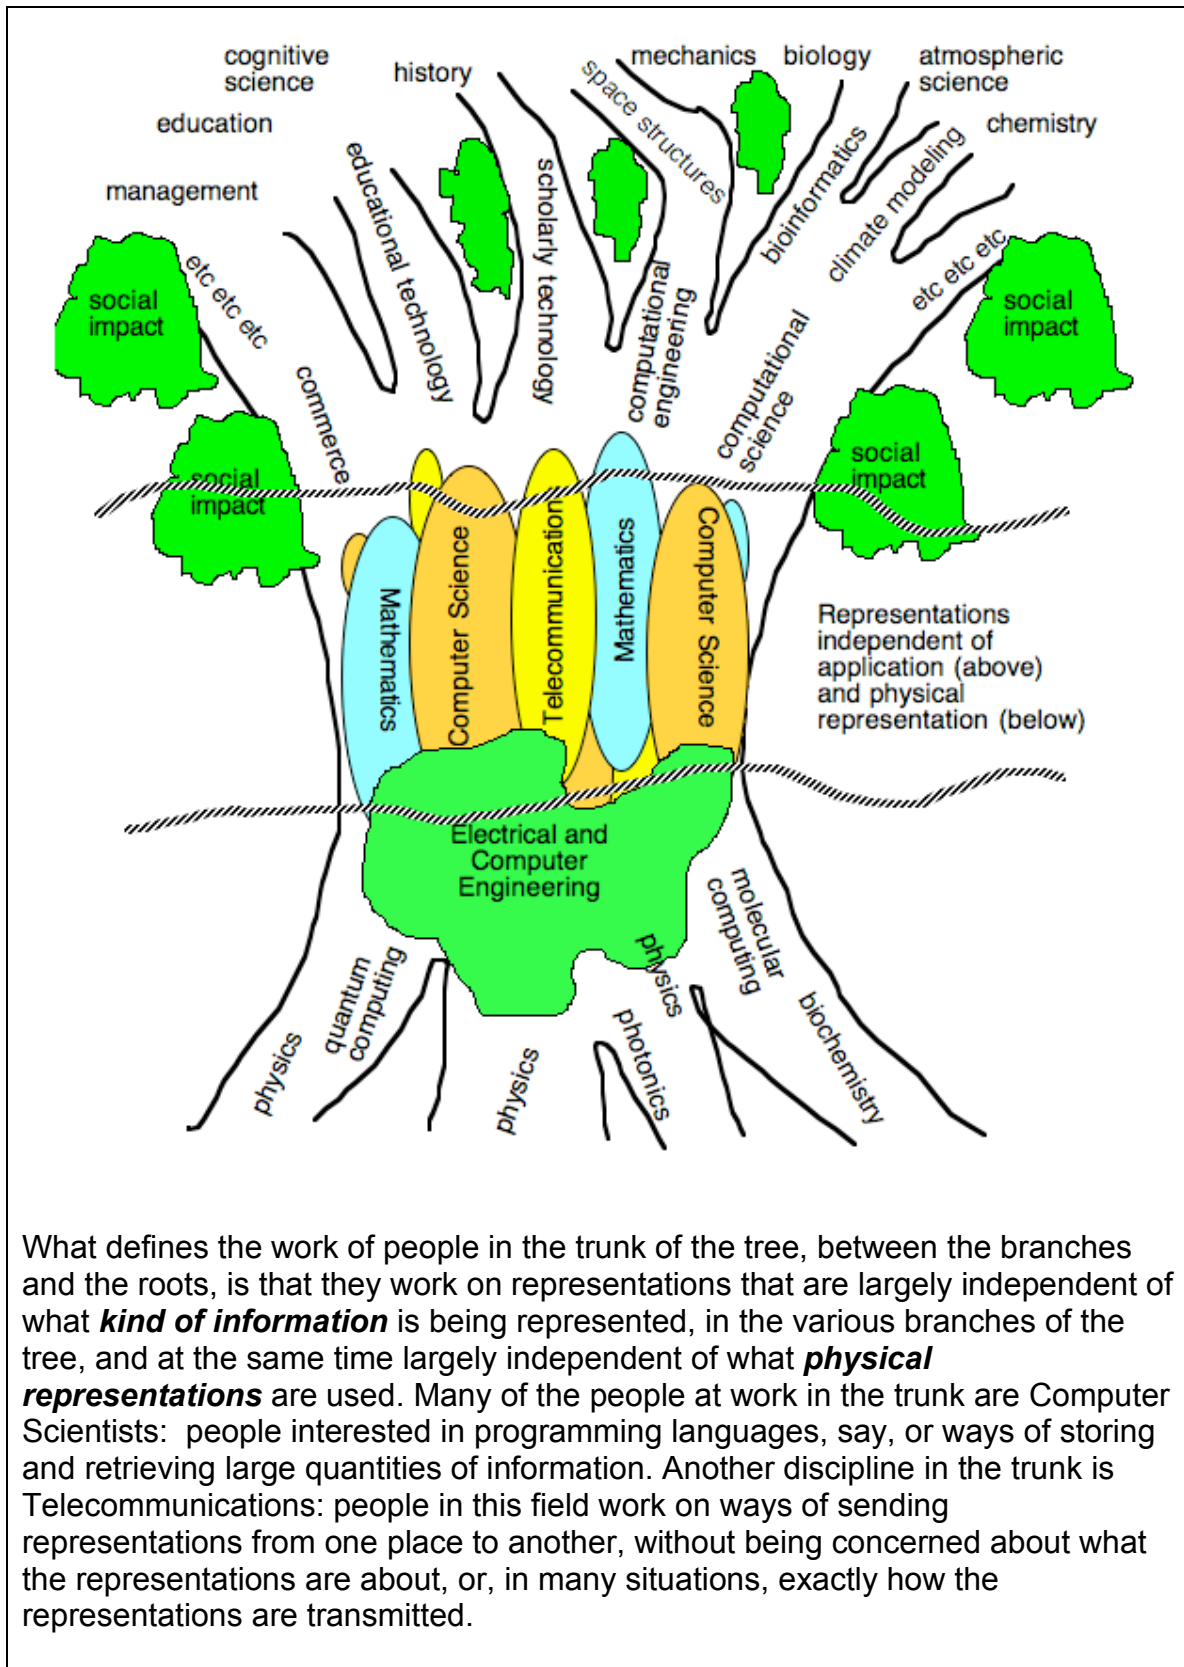 cognitive
science
history
mechanics
biology
atmospheric
science
education
management
chemistry
space structures
educational technology
scholarly technology
bioinformatics
climate modeling
etc etc etc
etc etc etc
social
impact
social
impact
commerce
computational
engineering
computational
science
social
impact
social
impact
Mathematics
Computer Science
Telecommunication
Mathematics
Computer Science
Representations
independent of
application (above)
and physical
representation (below)
Electrical and
Computer
Engineering
physics
quantum
computing
physics
photonics
physics
molecular
computing
biochemistry
What defines the work of people in the trunk of the tree, between the branches
and the roots, is that they work on representations that are largely independent of
what kind of information is being represented, in the various branches of the
tree, and at the same time largely independent of what physical
representations are used. Many of the people at work in the trunk are Computer
Scientists:  people interested in programming languages, say, or ways of storing
and retrieving large quantities of information. Another discipline in the trunk is
Telecommunications: people in this field work on ways of sending
representations from one place to another, without being concerned about what
the representations are about, or, in many situations, exactly how the
representations are transmitted.